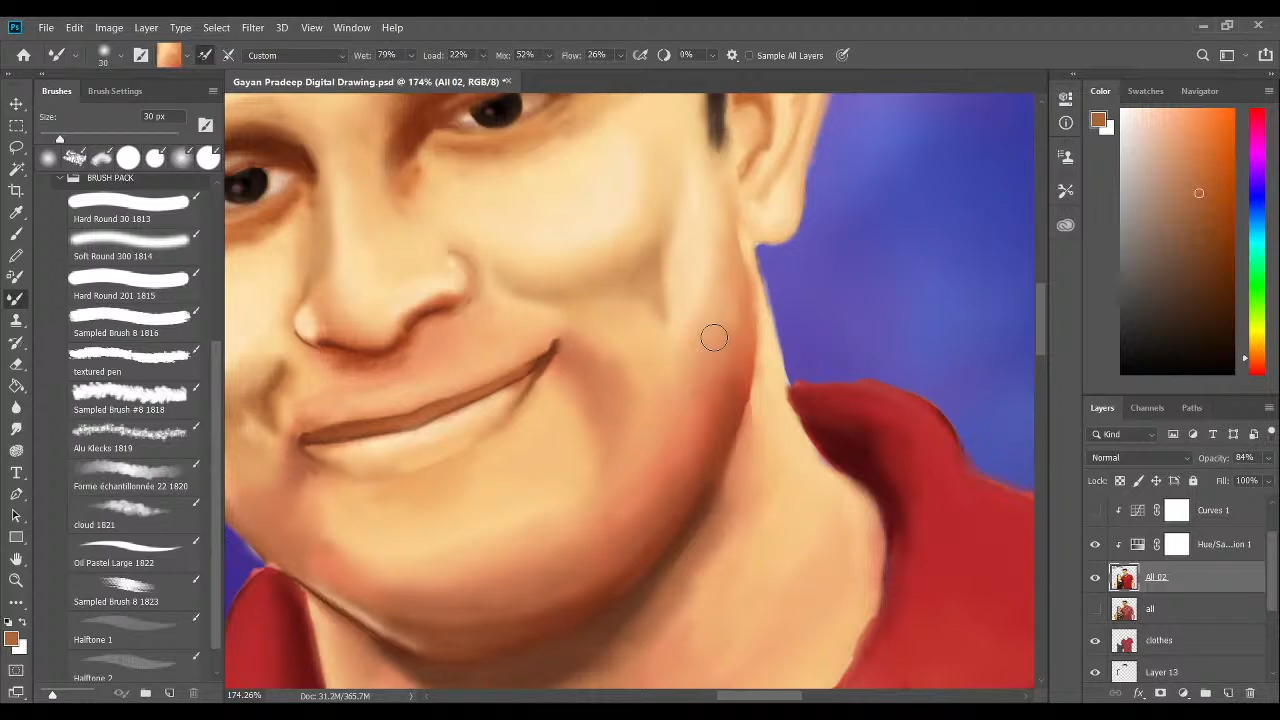 Ps File Edit Image Layer Type Select Filter 3D View Window Help
30 Custom Wet: 79% Load: 22% Mix: 52% Flow: 26% 0% Sample All Layers
Gayan Pradeep Digital Drawing.psd @ 174% (All 02, RGB/8) *
Brushes Brush Settings
Size: 30 px
BRUSH PACK
Hard Round 30 1813
Soft Round 300 1814
Hard Round 201 1815
Sampled Brush 8 1816
textured pen
Sampled Brush #8 1818
Alu Klecks 1819
Forme échantillonnée 22 1820
cloud 1821
Oil Pastel Large 1822
Sampled Brush 8 1823
Halftone 1
Halftone 2
174.26% Doc: 31.2M/365.7M
Color Swatches Navigator
Layers Channels Paths
Kind
Normal Opacity: 84%
Lock: Fill: 100%
Curves 1
Hue/Sa...ion 1
All 02
all
clothes
Layer 13
fx